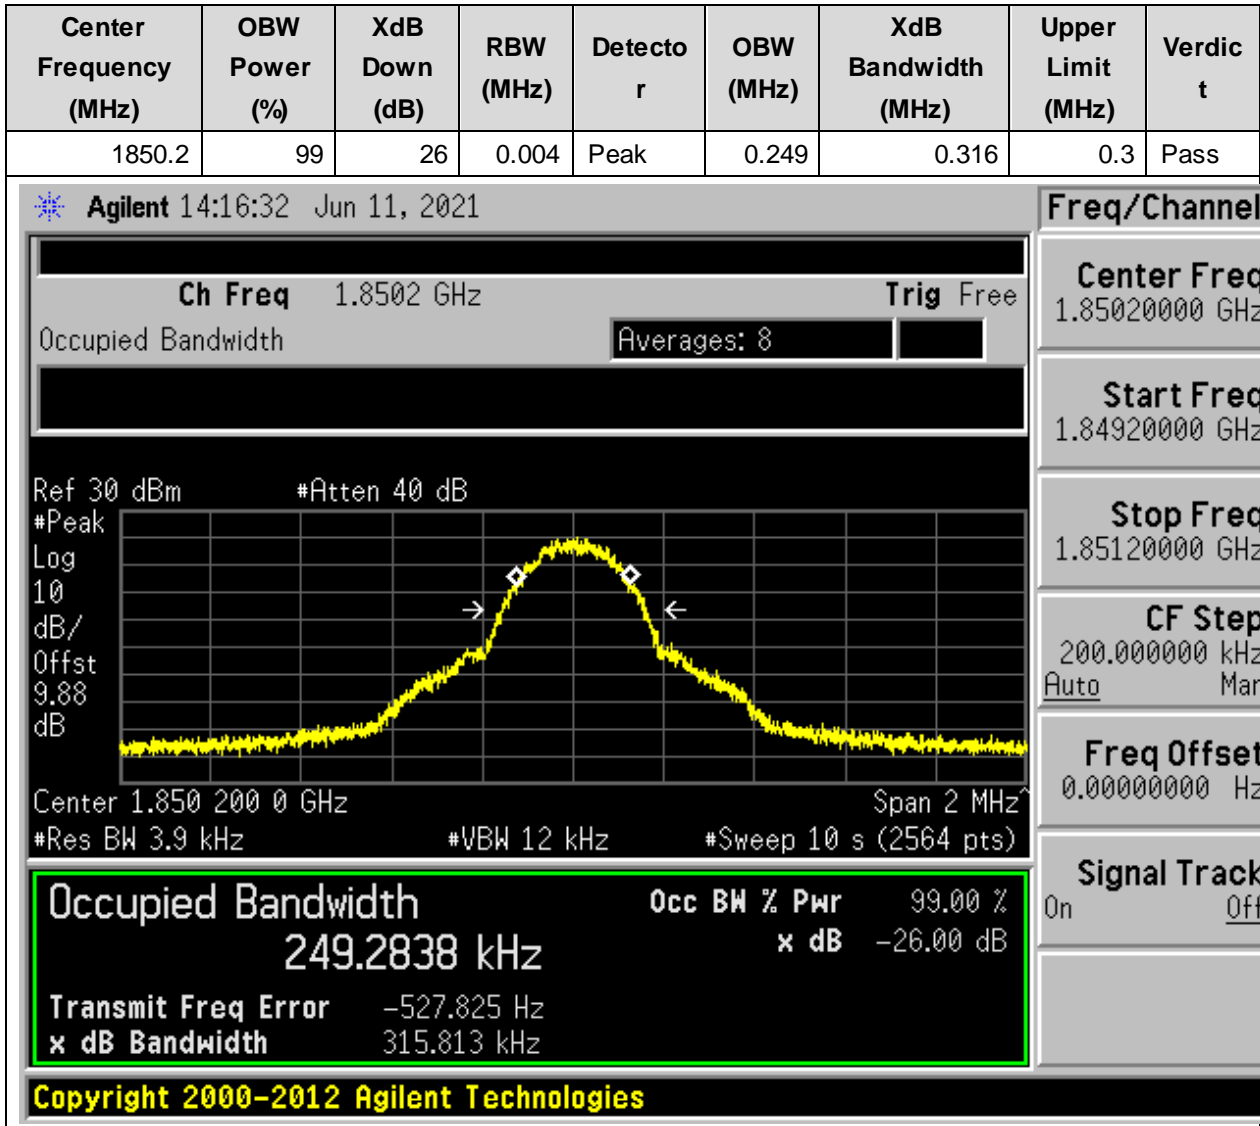 Center Frequency (MHz) OBW Power (%) XdB Down (dB) RBW (MHz) Detecto r OBW (MHz) XdB Bandwidth (MHz) Upper Limit (MHz) Verdic t
1850.2 99 26 0.004 Peak 0.249 0.316 0.3 Pass
Agilent 14:16:32 Jun 11, 2021
Freq/Channel
Ch Freq 1.8502 GHz Trig Free
Occupied Bandwidth Averages: 8
Center Freq
1.85020000 GHz
Start Freq
1.84920000 GHz
Stop Freq
1.85120000 GHz
CF Step
200.000000 kHz
Auto Man
Freq Offset
0.00000000 Hz
Signal Track
On Off
Ref 30 dBm #Atten 40 dB
#Peak
Log
10
dB/
Offst
9.88
dB
Center 1.850 200 0 GHz Span 2 MHz^
#Res BW 3.9 kHz #VBW 12 kHz #Sweep 10 s (2564 pts)
Occupied Bandwidth Occ BW % Pwr 99.00 %
249.2838 kHz x dB -26.00 dB
Transmit Freq Error -527.825 Hz
x dB Bandwidth 315.813 kHz
Copyright 2000-2012 Agilent Technologies